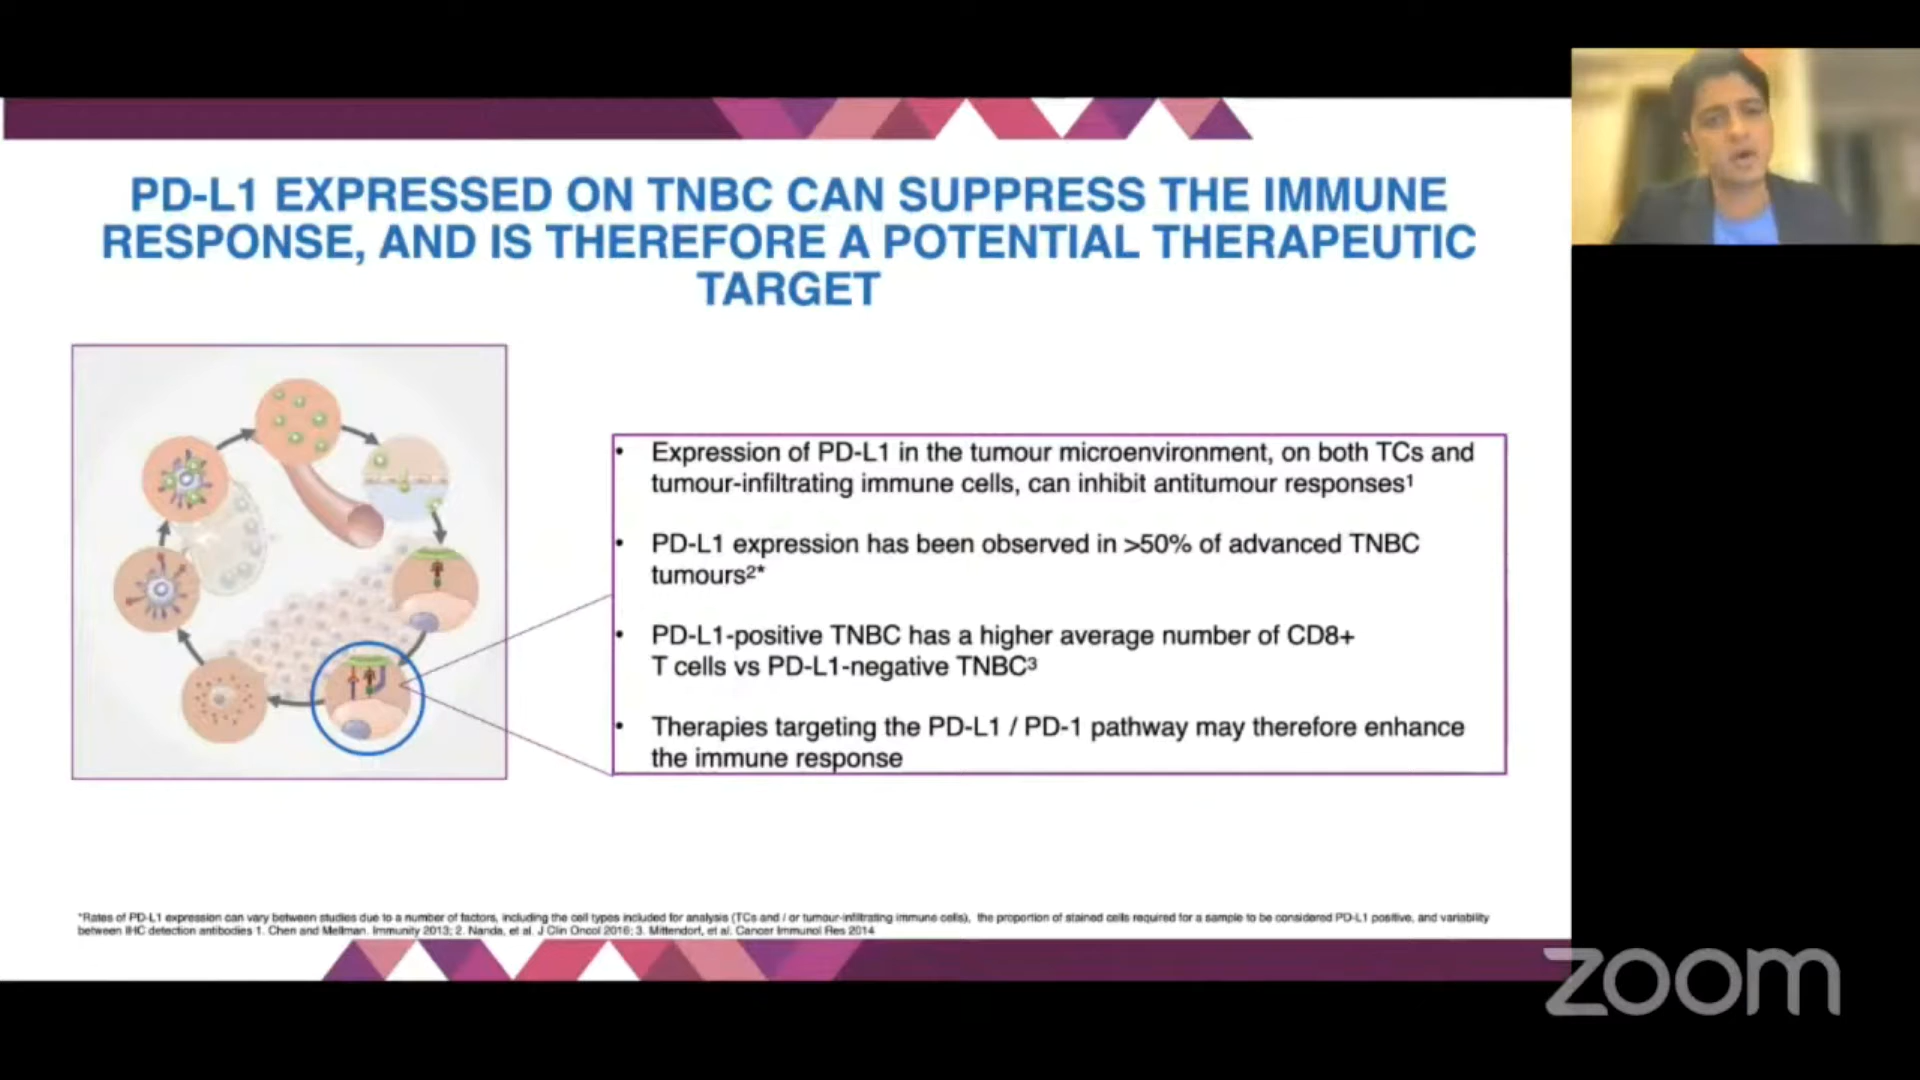 PD-L1 EXPRESSED ON TNBC CAN SUPPRESS THE IMMUNE
RESPONSE, AND IS THEREFORE A POTENTIAL THERAPEUTIC
TARGET
• Expression of PD-L1 in the tumour microenvironment, on both TCs and
tumour-infiltrating immune cells, can inhibit antitumour responses¹
• PD-L1 expression has been observed in >50% of advanced TNBC
tumours²*
• PD-L1-positive TNBC has a higher average number of CD8+
T cells vs PD-L1-negative TNBC³
• Therapies targeting the PD-L1 / PD-1 pathway may therefore enhance
the immune response
*Rates of PD-L1 expression can vary between studies due to a number of factors, including the cell types included for analysis (TCs and / or tumour-infiltrating immune cells), the proportion of stained cells required for a sample to be considered PD-L1 positive, and variability
between IHC detection antibodies 1. Chen and Mellman. Immunity 2013; 2. Nanda, et al. J Clin Oncol 2016; 3. Mittendorf, et al. Cancer Immunol Res 2014
zoom